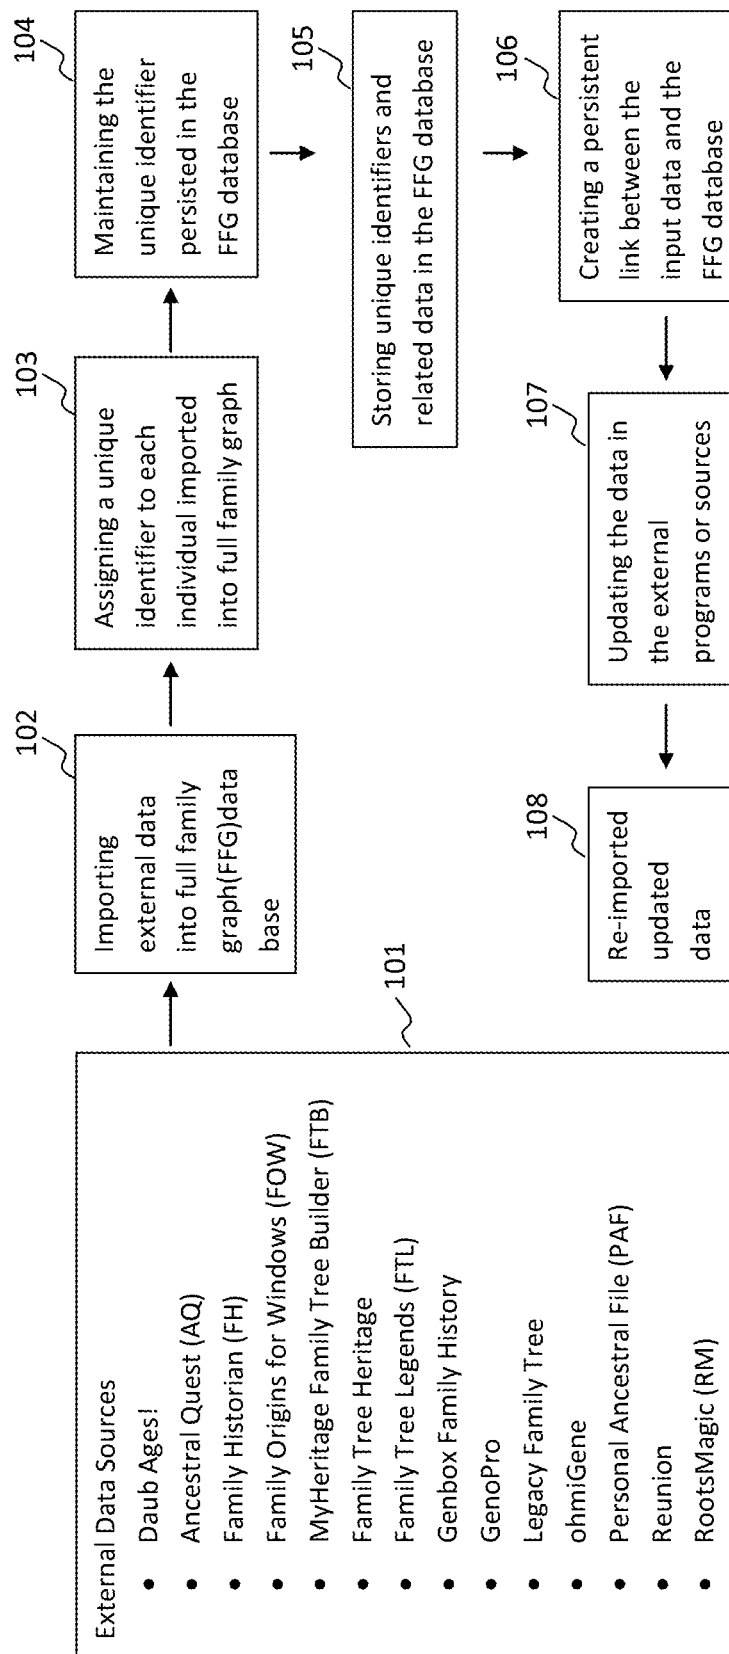 External Data Sources
● Daub Ages!
● Ancestral Quest (AQ)
● Family Historian (FH)
● Family Origins for Windows (FOW)
● MyHeritage Family Tree Builder (FTB)
● Family Tree Heritage
● Family Tree Legends (FTL)
● Genbox Family History
● GenoPro
● Legacy Family Tree
● ohmiGene
● Personal Ancestral File (PAF)
● Reunion
● RootsMagic (RM)
101
102
Importing
external data
into full family
graph(FFG)data
base
103
Assigning a unique
identifier to each
individual imported
into full family graph
104
Maintaining the
unique identifier
persisted in the
FFG database
105
Storing unique identifiers and
related data in the FFG database
106
Creating a persistent
link between the
input data and the
FFG database
107
Updating the data in
the external
programs or sources
108
Re-imported
updated
data